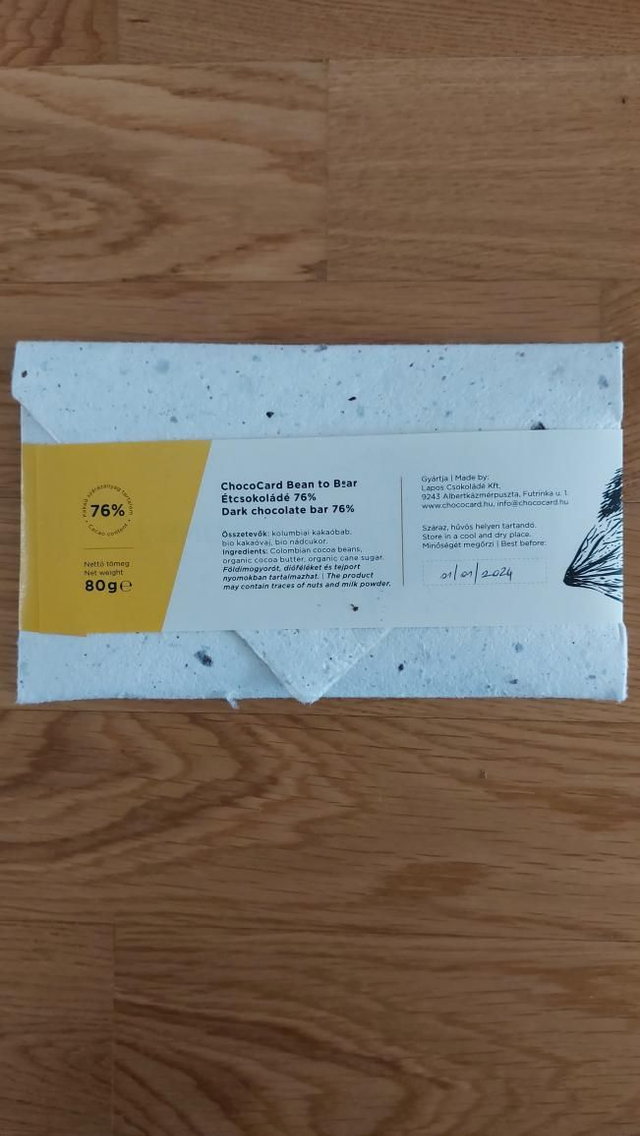 kakaó szárazanyag tartalom
76%
• Cacao content •
Nettó tömeg
Net weight:
80g℮
ChocoCard Bean to Bar
Étcsokoládé 76%
Dark chocolate bar 76%
Összetevők: kolumbiai kakaóbab,
bio kakaóvaj, bio nádcukor.
Ingredients: Colombian cocoa beans,
organic cocoa butter, organic cane sugar.
Földimogyorót, dióféléket és tejport
nyomokban tartalmazhat. | The product
may contain traces of nuts and milk powder.
Gyártja | Made by:
Lapos Csokoládé Kft,
9243 Albertkázmérpuszta, Futrinka u. 1.
www.chococard.hu, info@chococard.hu
Száraz, hűvös helyen tartandó.
Store in a cool and dry place.
Minőségét megőrzi | Best before:
01/01/2024